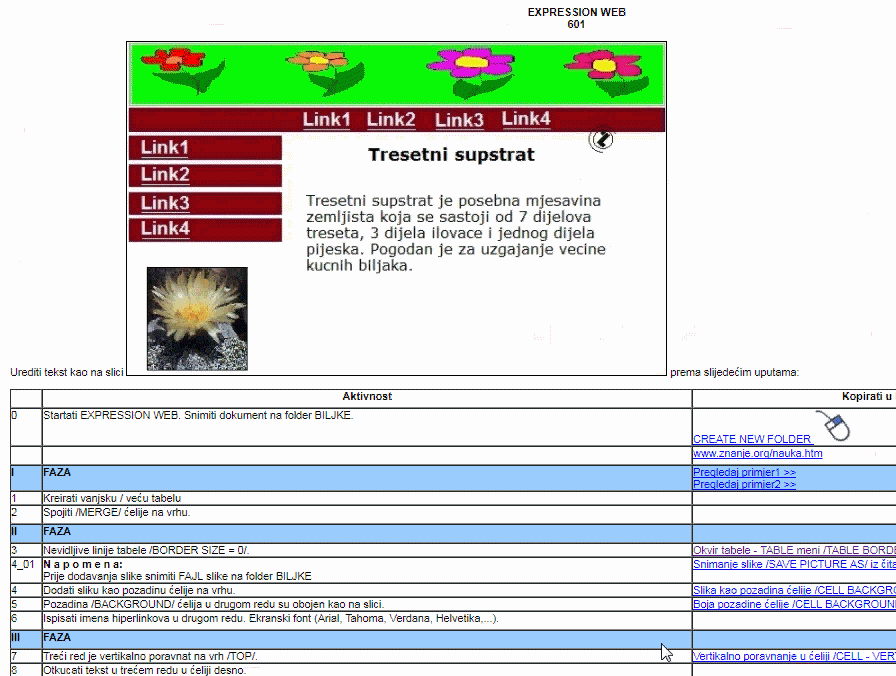 EXPRESSION WEB
601
Link1 Link2 Link3 Link4
Link1
Link2
Link3
Link4
Tresetni supstrat
Tresetni supstrat je posebna mjesavina
zemljista koja se sastoji od 7 dijelova
treseta, 3 dijela ilovace i jednog dijela
pijeska. Pogodan je za uzgajanje vecine
kucnih biljaka.
Urediti tekst kao na slici prema slijedećim uputama:
Aktivnost Kopirati u
0 Startati EXPRESSION WEB. Snimiti dokument na folder BILJKE. CREATE NEW FOLDER
www.znanje.org/nauka.htm
I FAZA Pregledaj primjer1 >>
Pregledaj primjer2 >>
1 Kreirati vanjsku / veću tabelu
2 Spojiti /MERGE/ ćelije na vrhu.
II FAZA
3 Nevidljive linije tabele /BORDER SIZE = 0/. Okvir tabele - TABLE meni /TABLE BORDE
4_01 N a p o m e n a: Snimanje slike /SAVE PICTURE AS/ iz čita
Prije dodavanja slike snimiti FAJL slike na folder BILJKE
4 Dodati sliku kao pozadinu ćelije na vrhu. Slika kao pozadina ćelije /CELL BACKGRO
5 Pozadina /BACKGROUND/ ćelija u drugom redu su obojen kao na slici. Boja pozadine ćelije /CELL BACKGROUN
6 Ispisati imena hiperlinkova u drugom redu. Ekranski font (Arial, Tahoma, Verdana, Helvetika,...).
III FAZA
7 Treći red je vertikalno poravnat na vrh /TOP/. Vertikalno poravnanje u ćeliji /CELL - VER
8 Otkucati tekst u trećem redu u ćeliji desno.